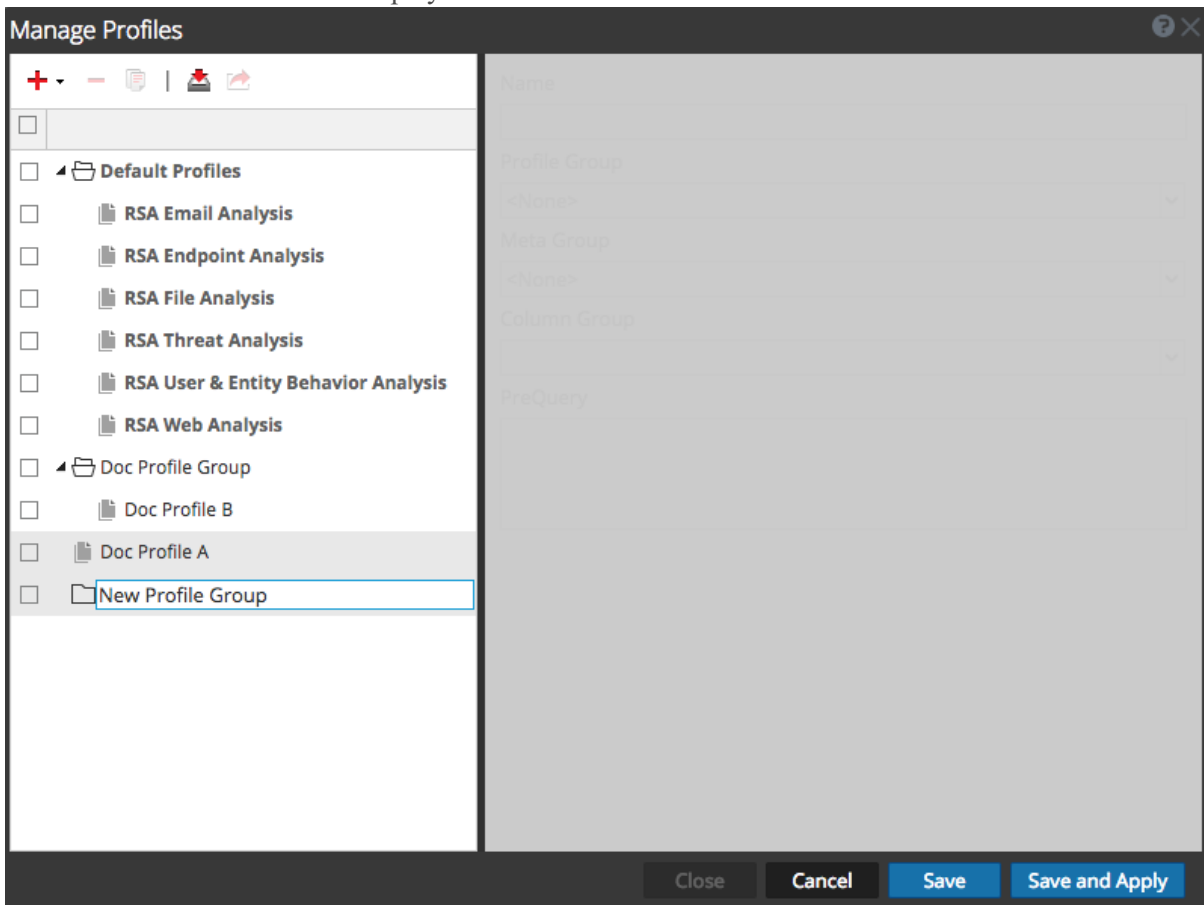 Manage Profiles
Default Profiles
RSA Email Analysis
RSA Endpoint Analysis
RSA File Analysis
RSA Threat Analysis
RSA User & Entity Behavior Analysis
RSA Web Analysis
Doc Profile Group
Doc Profile B
Doc Profile A
New Profile Group
Name
Profile Group
<None>
Meta Group
<None>
Column Group
PreQuery
Close
Cancel
Save
Save and Apply